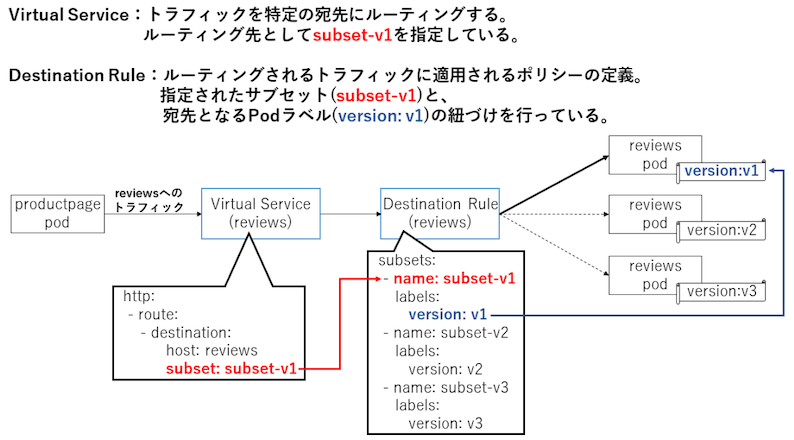 Virtual Service：トラフィックを特定の宛先にルーティングする。
ルーティング先としてsubset-v1を指定している。
Destination Rule：ルーティングされるトラフィックに適用されるポリシーの定義。
指定されたサブセット(subset-v1)と、
宛先となるPodラベル(version: v1)の紐づけを行っている。
productpage
pod
reviewsへの
トラフィック
Virtual Service
(reviews)
Destination Rule
(reviews)
reviews
pod
version:v1
reviews
pod
version:v2
reviews
pod
version:v3
http:
- route:
- destination:
host: reviews
subset: subset-v1
subsets:
- name: subset-v1
labels:
version: v1
- name: subset-v2
labels:
version: v2
- name: subset-v3
labels:
version: v3